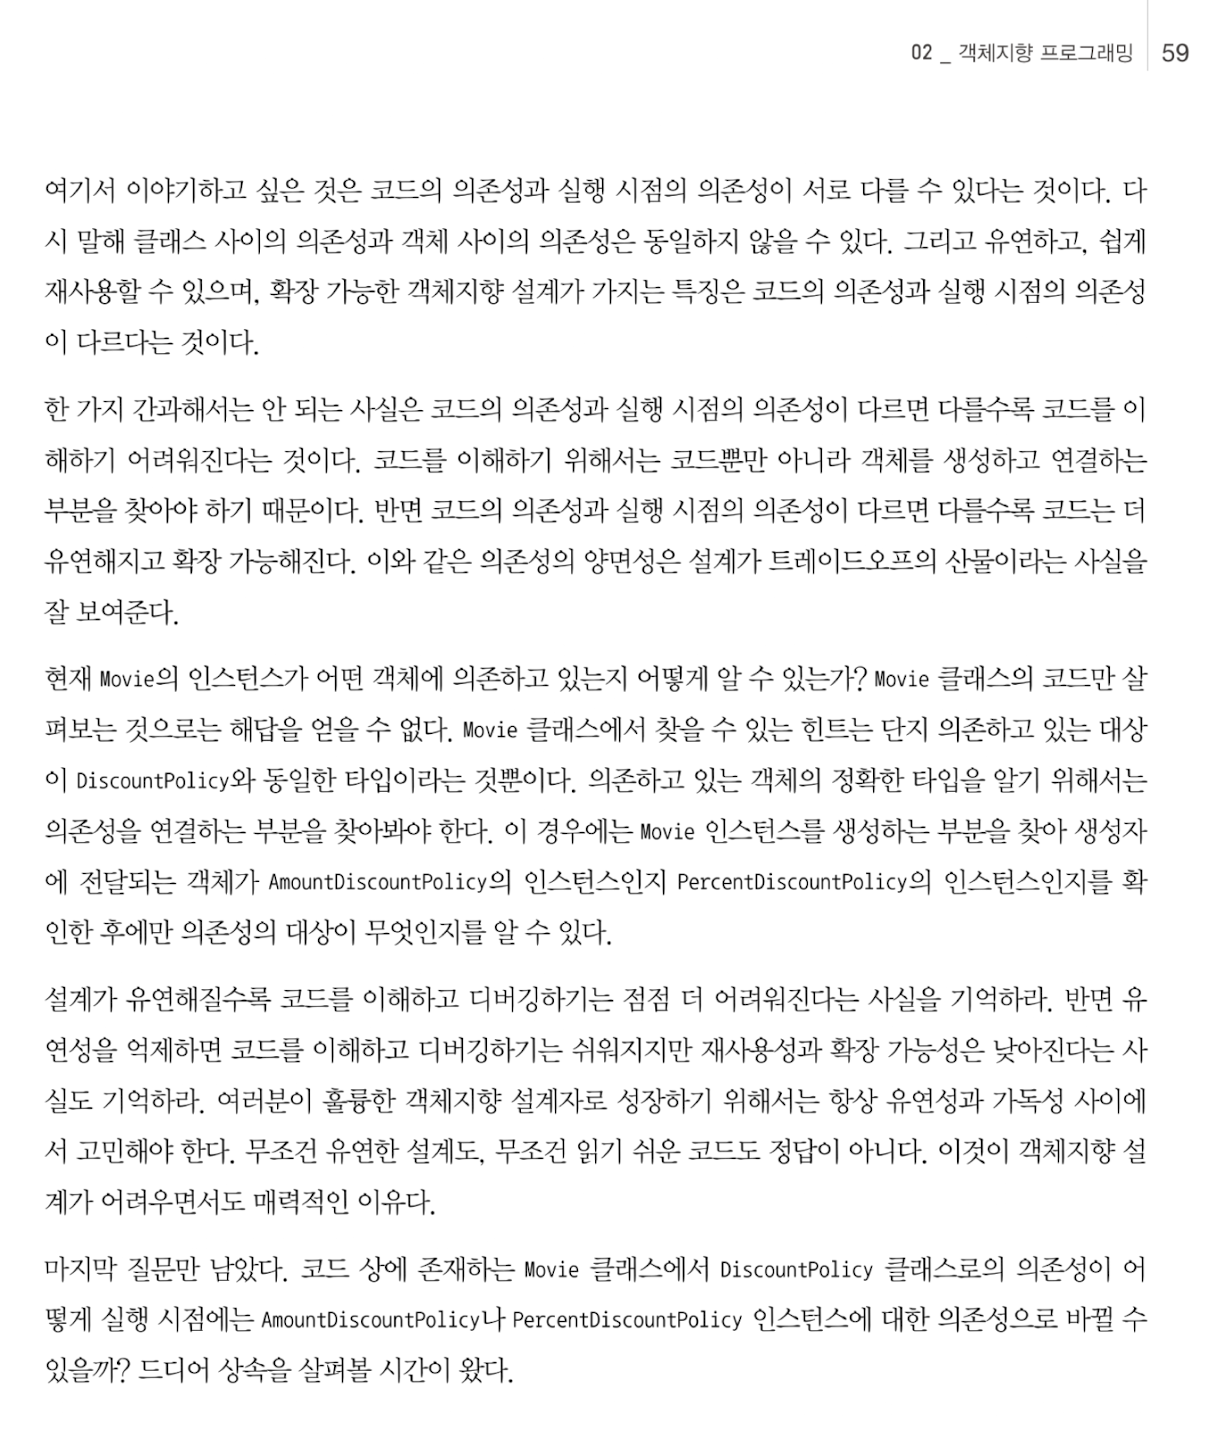 02 _ 객체지향 프로그래밍 59
여기서 이야기하고 싶은 것은 코드의 의존성과 실행 시점의 의존성이 서로 다를 수 있다는 것이다. 다
시 말해 클래스 사이의 의존성과 객체 사이의 의존성은 동일하지 않을 수 있다. 그리고 유연하고, 쉽게
재사용할 수 있으며, 확장 가능한 객체지향 설계가 가지는 특징은 코드의 의존성과 실행 시점의 의존성
이 다르다는 것이다.
한 가지 간과해서는 안 되는 사실은 코드의 의존성과 실행 시점의 의존성이 다르면 다를수록 코드를 이
해하기 어려워진다는 것이다. 코드를 이해하기 위해서는 코드뿐만 아니라 객체를 생성하고 연결하는
부분을 찾아야 하기 때문이다. 반면 코드의 의존성과 실행 시점의 의존성이 다르면 다를수록 코드는 더
유연해지고 확장 가능해진다. 이와 같은 의존성의 양면성은 설계가 트레이드오프의 산물이라는 사실을
잘 보여준다.
현재 Movie의 인스턴스가 어떤 객체에 의존하고 있는지 어떻게 알 수 있는가? Movie 클래스의 코드만 살
펴보는 것으로는 해답을 얻을 수 없다. Movie 클래스에서 찾을 수 있는 힌트는 단지 의존하고 있는 대상
이 DiscountPolicy와 동일한 타입이라는 것뿐이다. 의존하고 있는 객체의 정확한 타입을 알기 위해서는
의존성을 연결하는 부분을 찾아봐야 한다. 이 경우에는 Movie 인스턴스를 생성하는 부분을 찾아 생성자
에 전달되는 객체가 AmountDiscountPolicy의 인스턴스인지 PercentDiscountPolicy의 인스턴스인지를 확
인한 후에만 의존성의 대상이 무엇인지를 알 수 있다.
설계가 유연해질수록 코드를 이해하고 디버깅하기는 점점 더 어려워진다는 사실을 기억하라. 반면 유
연성을 억제하면 코드를 이해하고 디버깅하기는 쉬워지지만 재사용성과 확장 가능성은 낮아진다는 사
실도 기억하라. 여러분이 훌륭한 객체지향 설계자로 성장하기 위해서는 항상 유연성과 가독성 사이에
서 고민해야 한다. 무조건 유연한 설계도, 무조건 읽기 쉬운 코드도 정답이 아니다. 이것이 객체지향 설
계가 어려우면서도 매력적인 이유다.
마지막 질문만 남았다. 코드 상에 존재하는 Movie 클래스에서 DiscountPolicy 클래스로의 의존성이 어
떻게 실행 시점에는 AmountDiscountPolicy나 PercentDiscountPolicy 인스턴스에 대한 의존성으로 바뀔 수
있을까? 드디어 상속을 살펴볼 시간이 왔다.